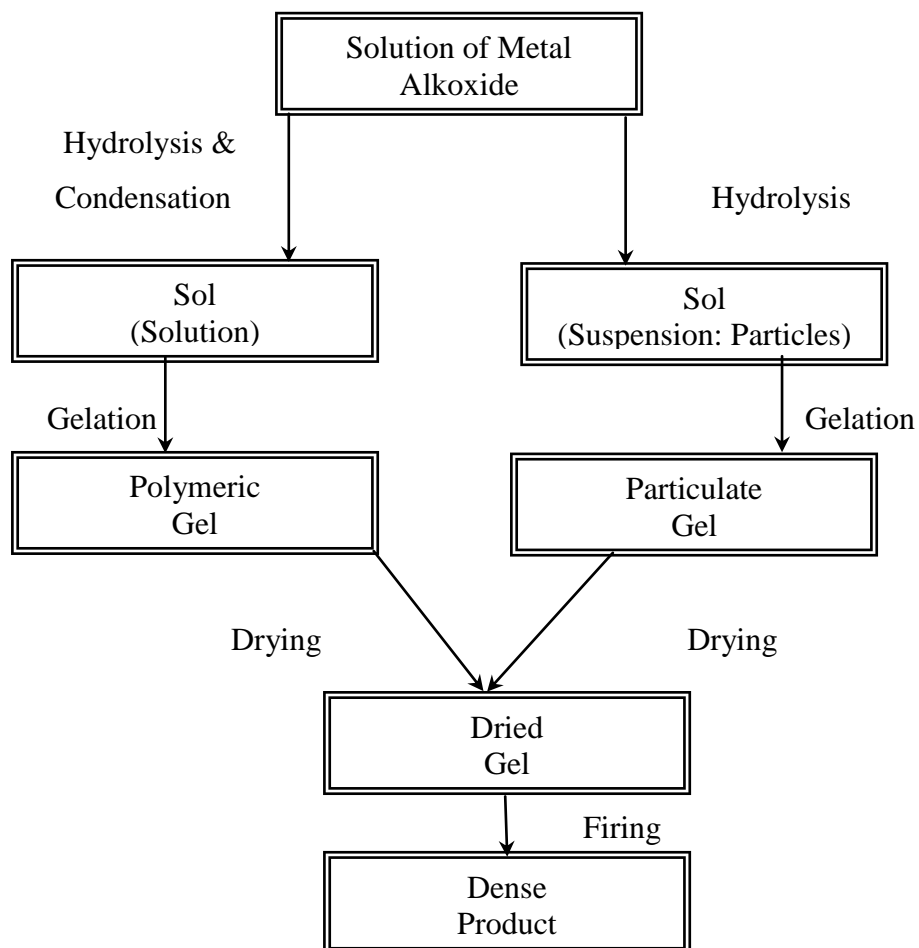 Solution of Metal
Alkoxide
Hydrolysis &
Condensation
Hydrolysis
Sol
(Solution)
Sol
(Suspension: Particles)
Gelation
Gelation
Polymeric
Gel
Particulate
Gel
Drying
Drying
Dried
Gel
Firing
Dense
Product